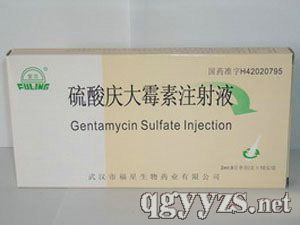 国药准字H42020795
FULING
硫酸庆大霉素注射液
Gentamycin Sulfate Injection
武汉市福星生物药业有限公司
qgyyzs.net